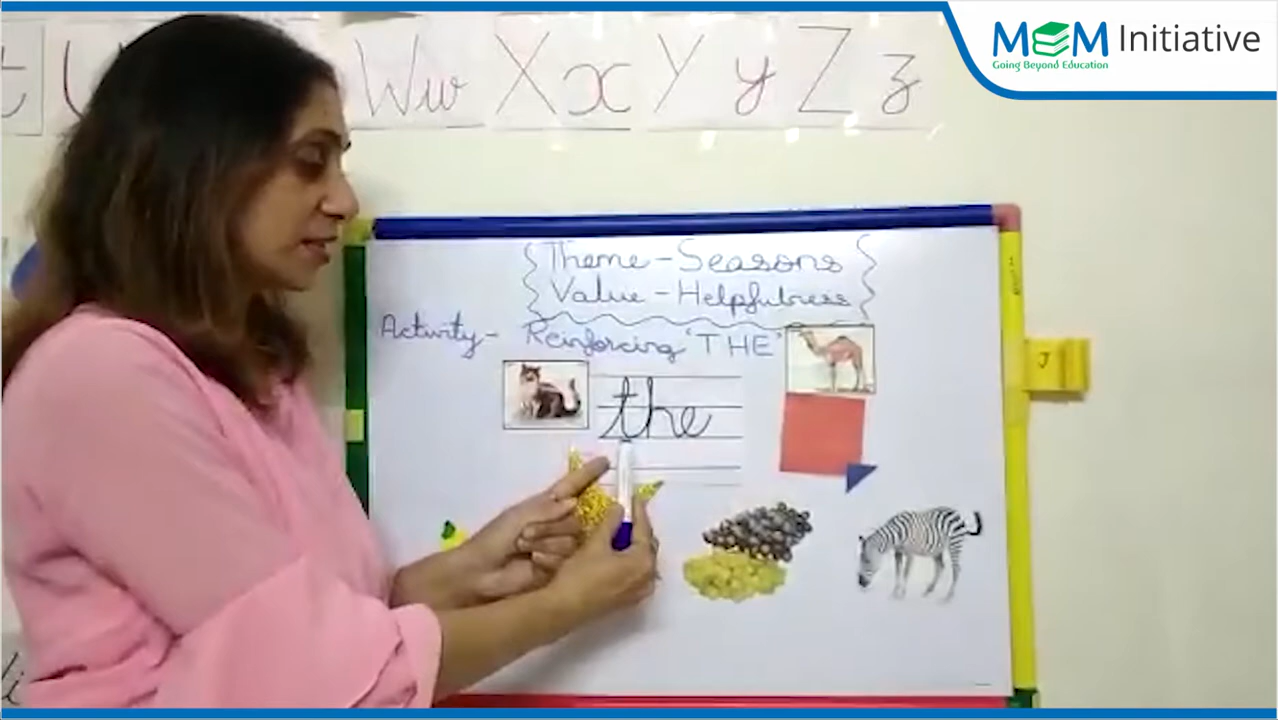 MEM Initiative
Going Beyond Education
Ww Xx Yy Zz
Theme - Seasons
Value - Helpfulness
Activity - Reinforcing 'THE'
the
J